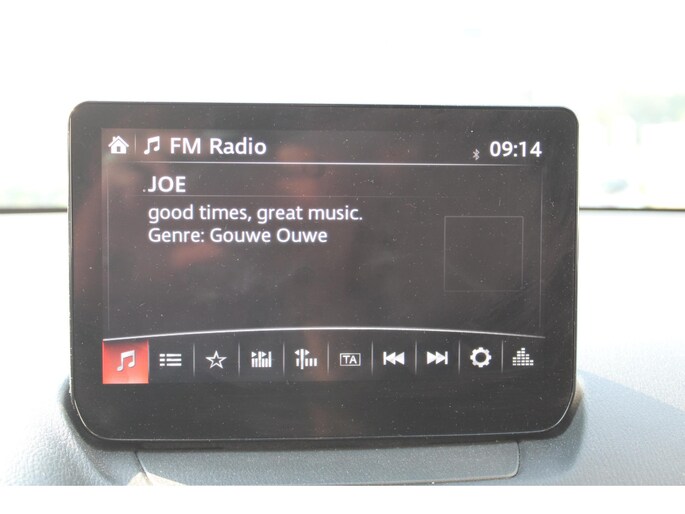 FM Radio
09:14
.JOE
good times, great music.
Genre: Gouwe Ouwe
TA